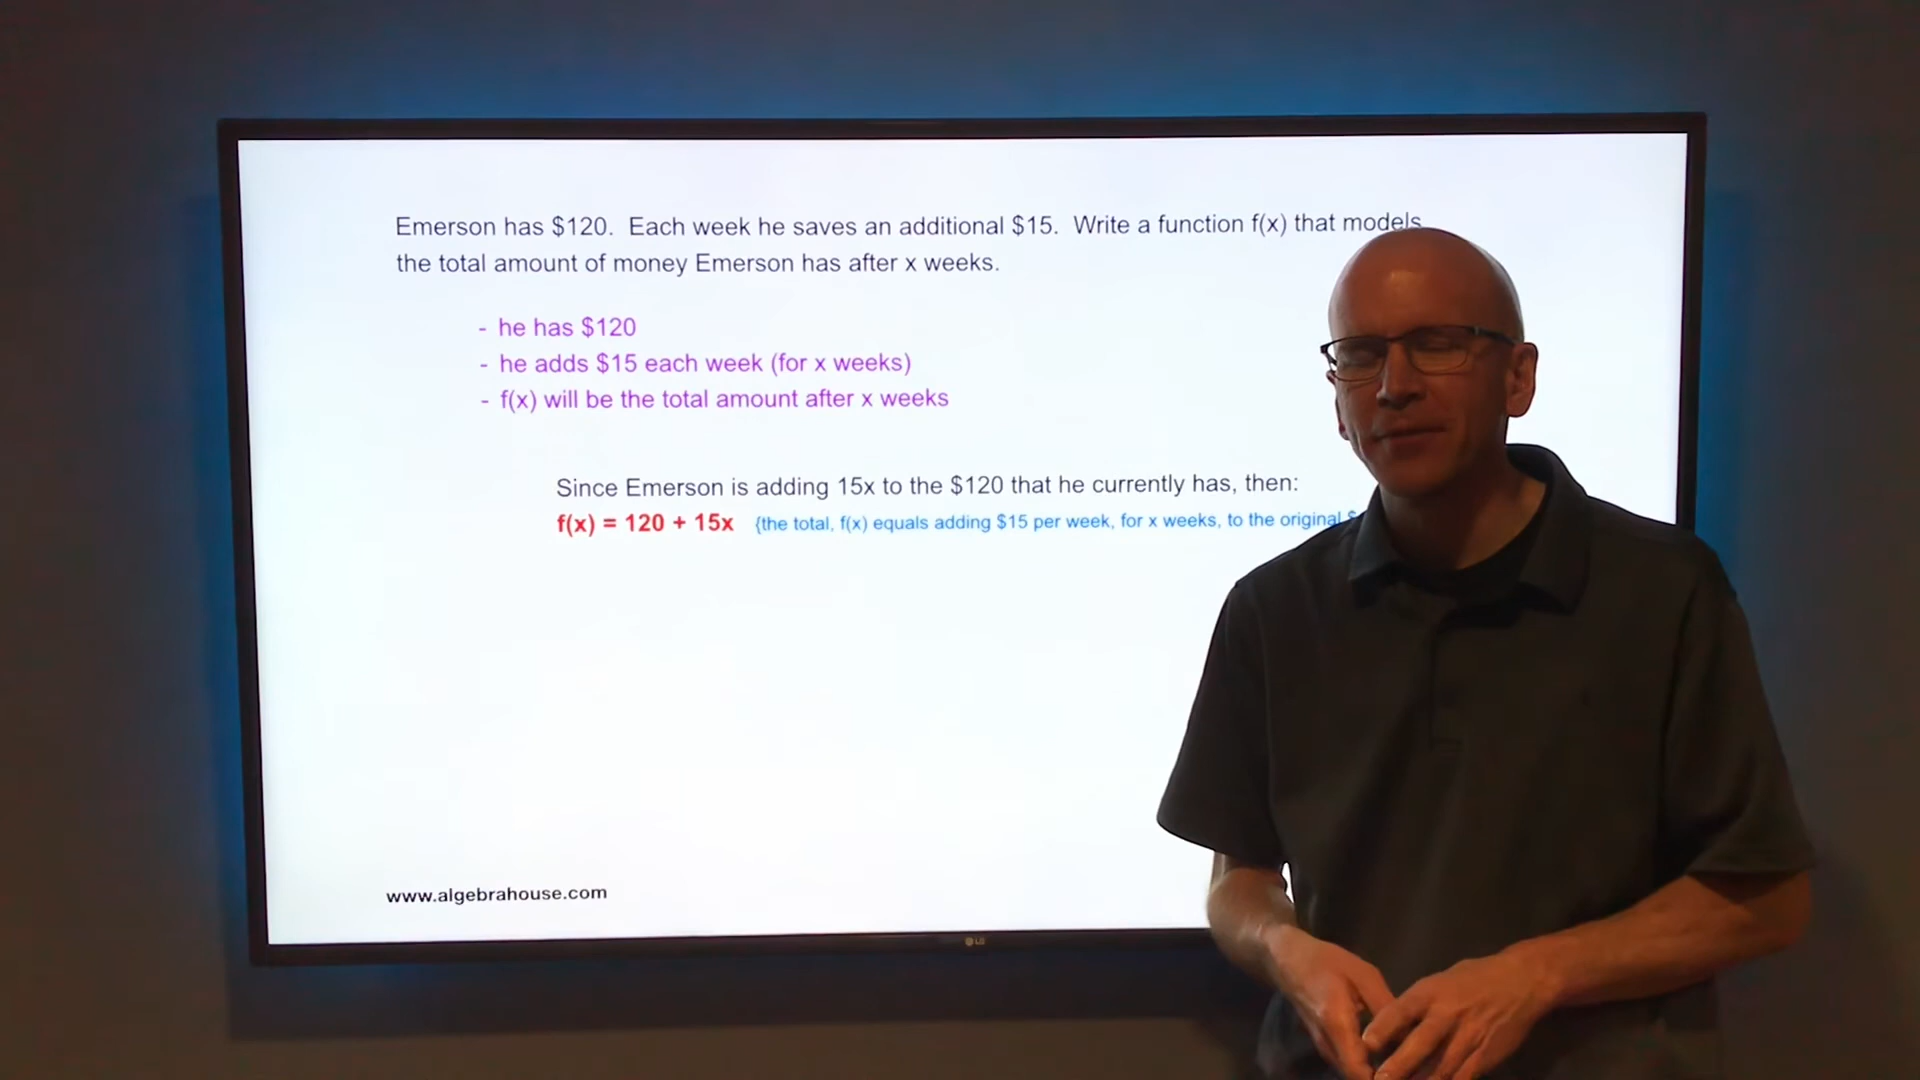 Emerson has $120. Each week he saves an additional $15. Write a function f(x) that models
the total amount of money Emerson has after x weeks.
- he has $120
- he adds $15 each week (for x weeks)
- f(x) will be the total amount after x weeks
Since Emerson is adding 15x to the $120 that he currently has, then:
f(x) = 120 + 15x {the total, f(x) equals adding $15 per week, for x weeks, to the original $
www.algebrahouse.com
LG